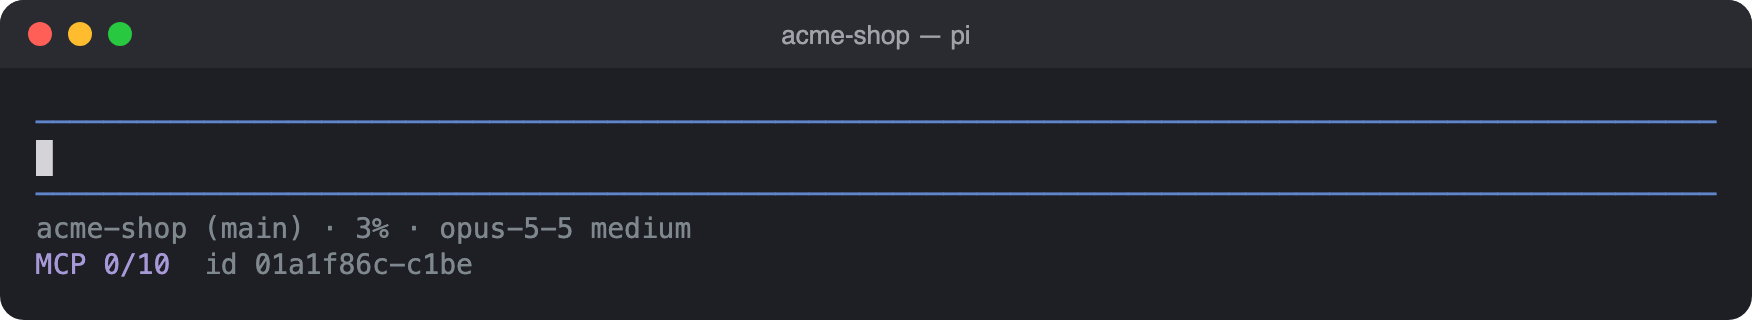 acme-shop — pi
acme-shop (main) · 3% · opus-5-5 medium
MCP 0/10  id 01a1f86c-c1be